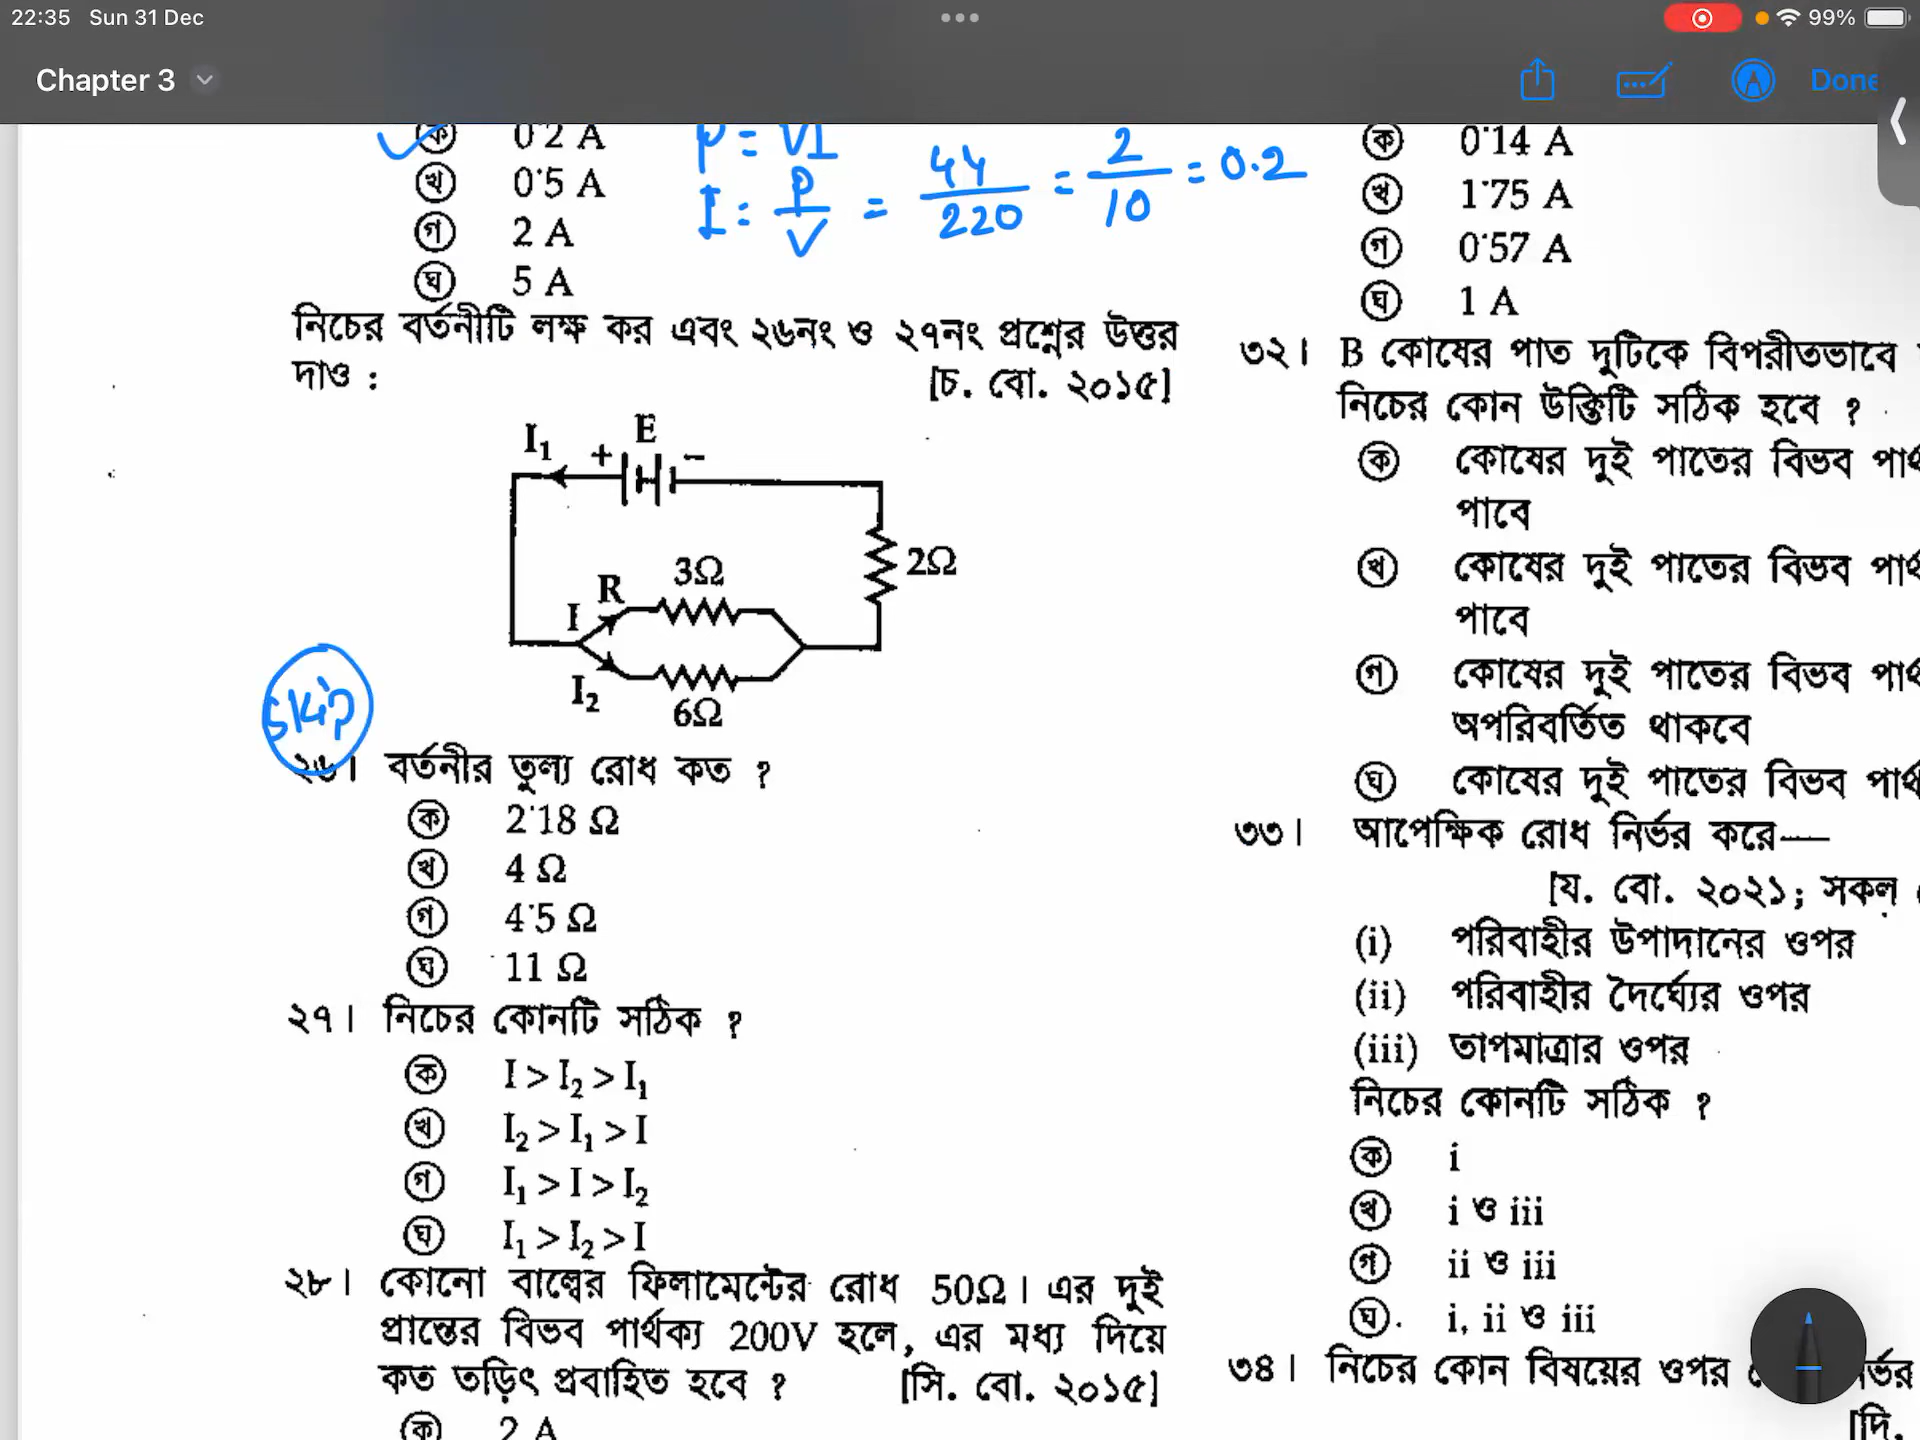 22:35 Sun 31 Dec
99%
Chapter 3
Done
ক 0·2 A
খ 0·5 A
গ 2 A
ঘ 5 A
P = VI
I = P/V = 44/220 = 2/10 = 0.2
নিচের বর্তনীটি লক্ষ কর এবং ২৬নং ও ২৭নং প্রশ্নের উত্তর
দাও :
[চ. বো. ২০১৫]
I1 + E -
2Ω
3Ω
R
I
I2
6Ω
skip
২৬। বর্তনীর তুল্য রোধ কত ?
ক 2·18 Ω
খ 4 Ω
গ 4·5 Ω
ঘ 11 Ω
২৭। নিচের কোনটি সঠিক ?
ক I > I2 > I1
খ I2 > I1 > I
গ I1 > I > I2
ঘ I1 > I2 > I
২৮। কোনো বাল্বের ফিলামেন্টের রোধ 50Ω। এর দুই
প্রান্তের বিভব পার্থক্য 200V হলে, এর মধ্য দিয়ে
কত তড়িৎ প্রবাহিত হবে ? [সি. বো. ২০১৫]
ক 2 A
ক 0·14 A
খ 1·75 A
গ 0·57 A
ঘ 1 A
৩২। B কোষের পাত দুটিকে বিপরীতভাবে
নিচের কোন উক্তিটি সঠিক হবে ?
ক কোষের দুই পাতের বিভব
পাবে
খ কোষের দুই পাতের বিভব
পাবে
গ কোষের দুই পাতের বিভব
অপরিবর্তিত থাকবে
ঘ কোষের দুই পাতের বিভব
৩৩। আপেক্ষিক রোধ নির্ভর করে—
[য. বো. ২০২১; সকল
(i) পরিবাহীর উপাদানের ওপর
(ii) পরিবাহীর দৈর্ঘ্যের ওপর
(iii) তাপমাত্রার ওপর
নিচের কোনটি সঠিক ?
ক i
খ i ও iii
গ ii ও iii
ঘ i, ii ও iii
৩৪। নিচের কোন বিষয়ের ওপর
[দি.